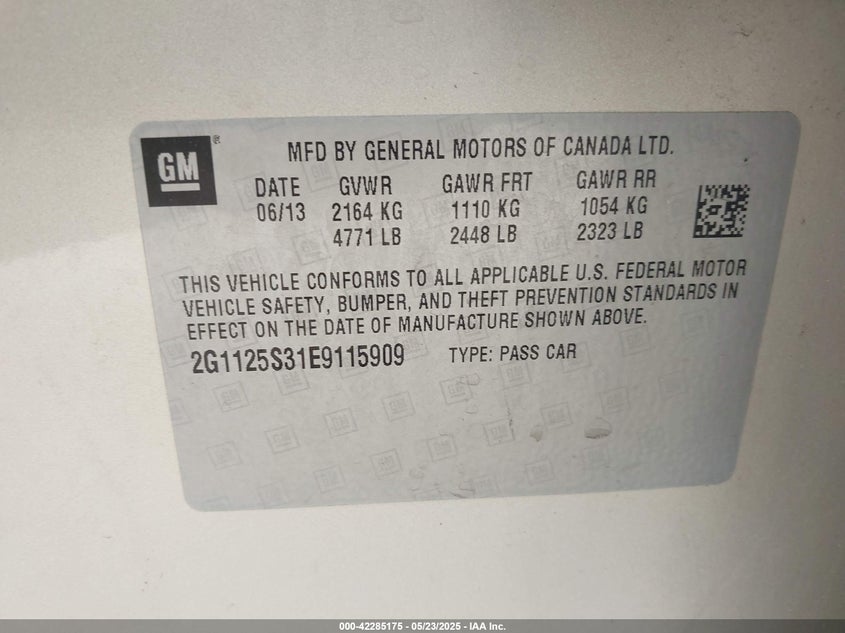 GM ®
MFD BY GENERAL MOTORS OF CANADA LTD.
DATE GVWR GAWR FRT GAWR RR
06/13 2164 KG 1110 KG 1054 KG
4771 LB 2448 LB 2323 LB
THIS VEHICLE CONFORMS TO ALL APPLICABLE U.S. FEDERAL MOTOR
VEHICLE SAFETY, BUMPER, AND THEFT PREVENTION STANDARDS IN
EFFECT ON THE DATE OF MANUFACTURE SHOWN ABOVE.
2G1125S31E9115909 TYPE: PASS CAR
000-42285175 - 05/23/2025 - IAA Inc.